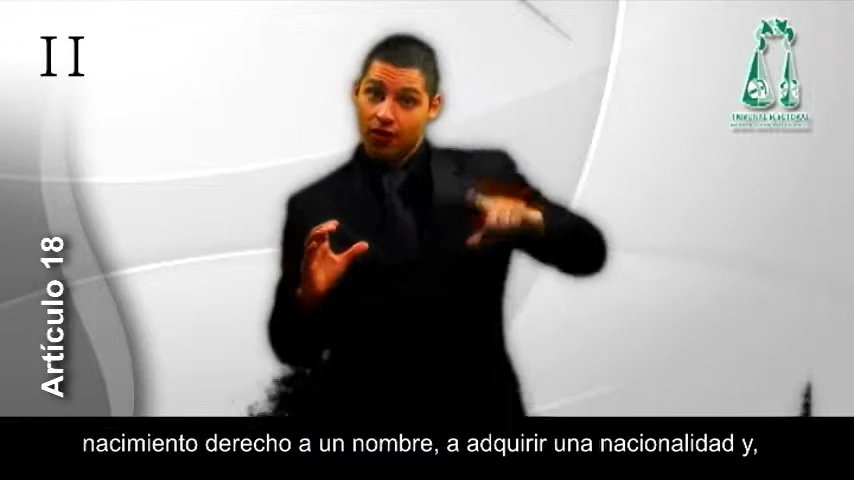 II
TRIBUNAL ELECTORAL
Artículo 18
nacimiento derecho a un nombre, a adquirir una nacionalidad y,